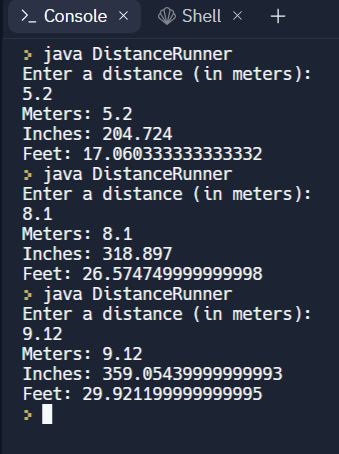 Console × Shell × +
> java DistanceRunner
Enter a distance (in meters):
5.2
Meters: 5.2
Inches: 204.724
Feet: 17.060333333333332
> java DistanceRunner
Enter a distance (in meters):
8.1
Meters: 8.1
Inches: 318.897
Feet: 26.574749999999998
> java DistanceRunner
Enter a distance (in meters):
9.12
Meters: 9.12
Inches: 359.05439999999993
Feet: 29.921199999999995
>